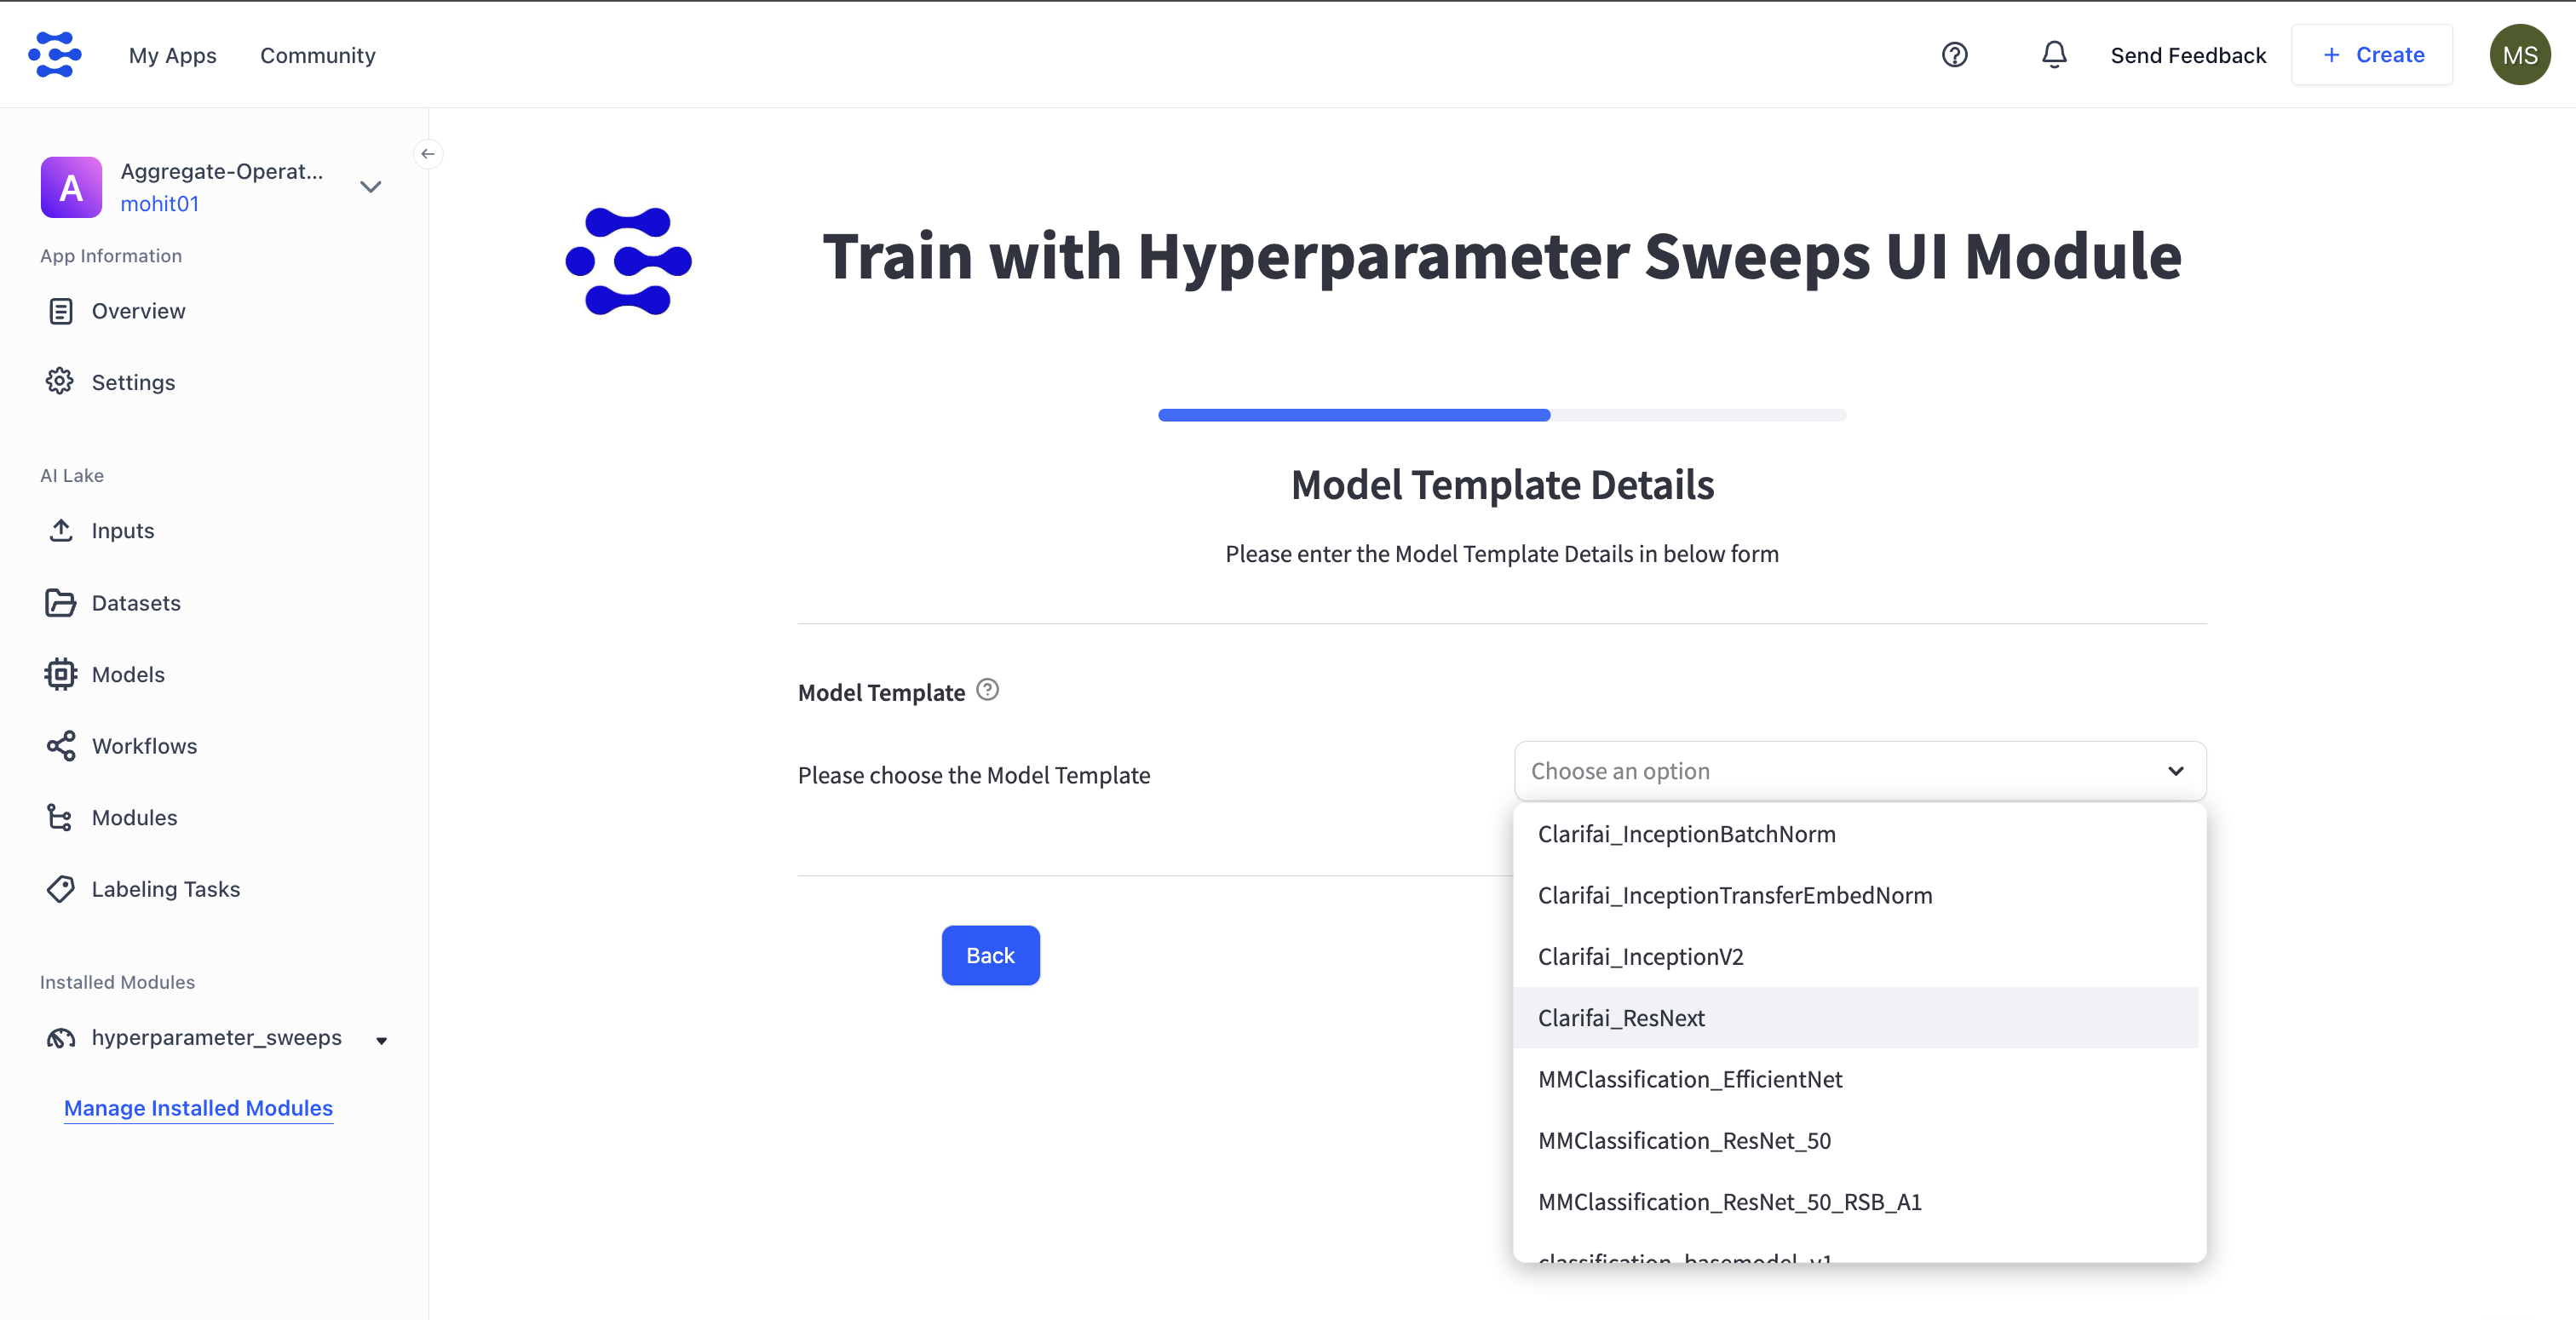 My Apps
Community
Send Feedback
+ Create
MS
A
Aggregate-Operat...
mohit01
App Information
Overview
Settings
AI Lake
Inputs
Datasets
Models
Workflows
Modules
Labeling Tasks
Installed Modules
hyperparameter_sweeps
Manage Installed Modules
Train with Hyperparameter Sweeps UI Module
Model Template Details
Please enter the Model Template Details in below form
Model Template
Please choose the Model Template
Choose an option
Clarifai_InceptionBatchNorm
Clarifai_InceptionTransferEmbedNorm
Clarifai_InceptionV2
Clarifai_ResNext
MMClassification_EfficientNet
MMClassification_ResNet_50
MMClassification_ResNet_50_RSB_A1
classification_basemodel_v1
Back